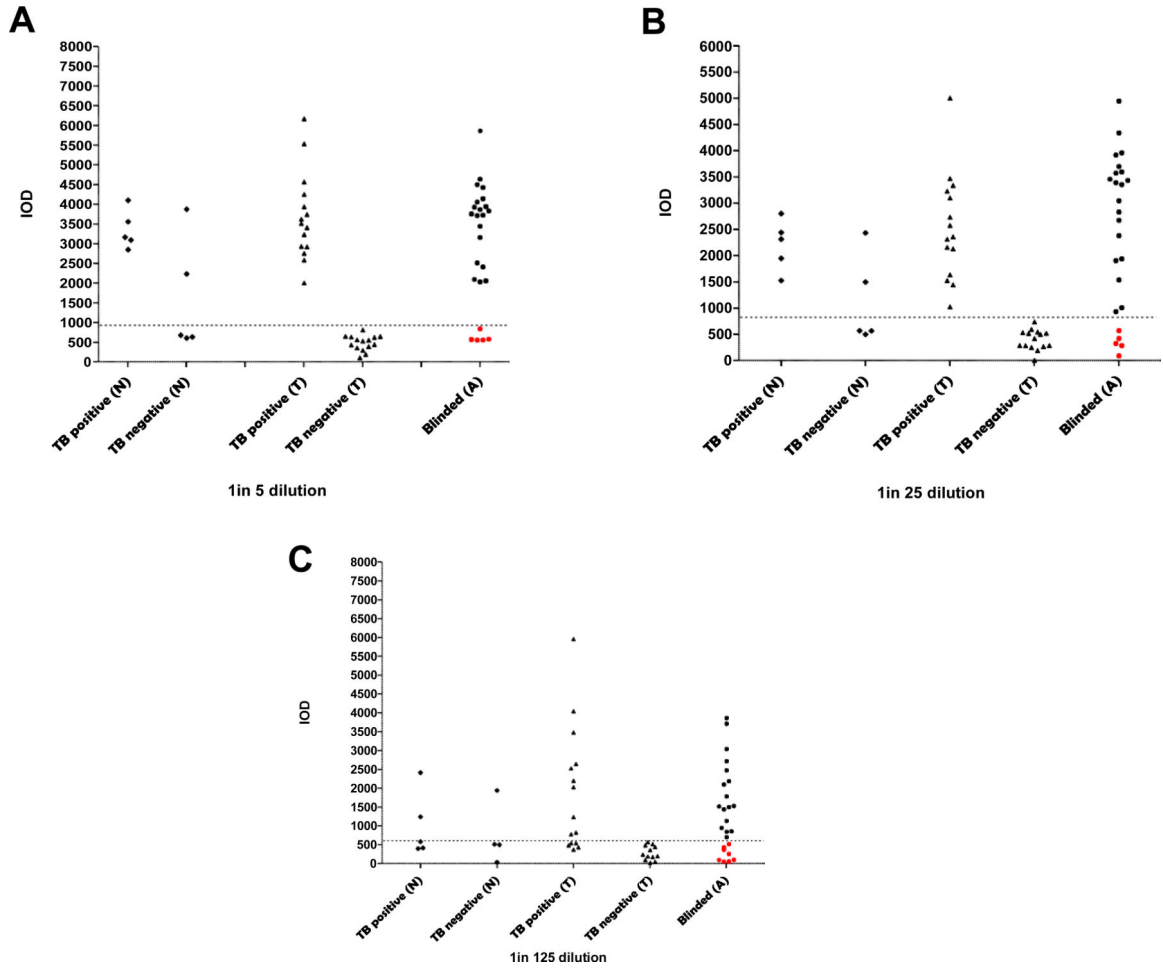 A
8000
7500
7000
6500
6000
5500
5000
4500
4000
3500
3000
2500
2000
1500
1000
500
0
IOD
TB positive (N)
TB negative (N)
TB positive (T)
TB negative (T)
Blinded (A)
1in 5 dilution
B
6000
5500
5000
4500
4000
3500
3000
2500
2000
1500
1000
500
0
IOD
TB positive (N)
TB negative (N)
TB positive (T)
TB negative (T)
Blinded (A)
1in 25 dilution
C
8000
7500
7000
6500
6000
5500
5000
4500
4000
3500
3000
2500
2000
1500
1000
500
0
IOD
TB positive (N)
TB negative (N)
TB positive (T)
TB negative (T)
Blinded (A)
1in 125 dilution